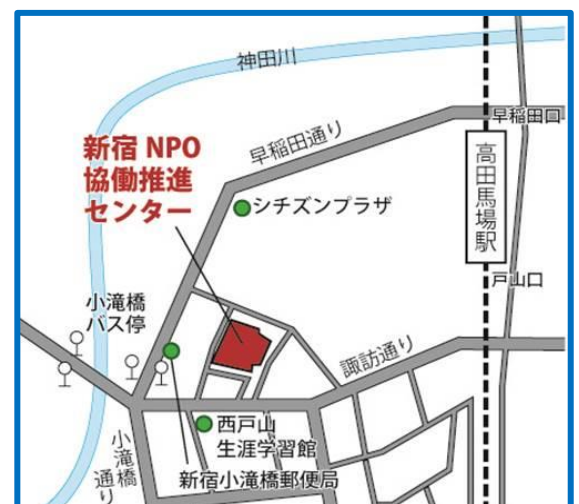 神田川
早稲田通り
早稲田口
新宿 NPO
協働推進
センター
高田馬場駅
シチズンプラザ
戸山口
小滝橋
バス停
諏訪通り
西戸山
生涯学習館
小滝橋
通り
新宿小滝橋郵便局